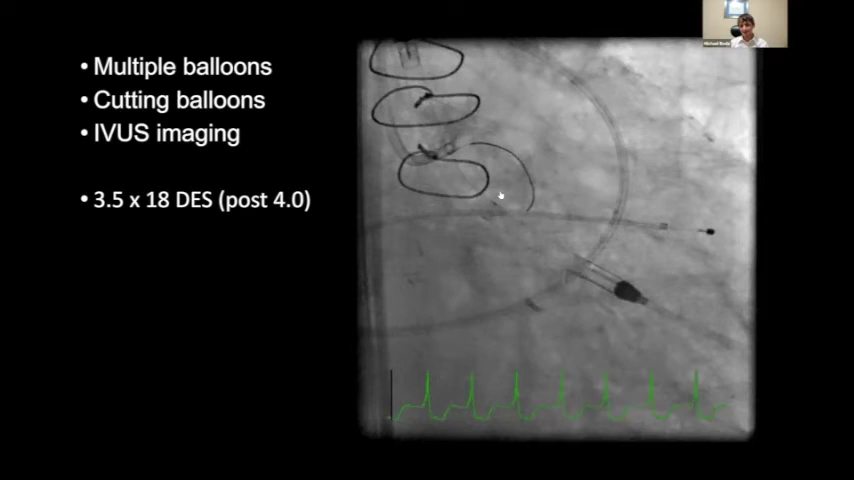 • Multiple balloons
• Cutting balloons
• IVUS imaging
• 3.5 x 18 DES (post 4.0)